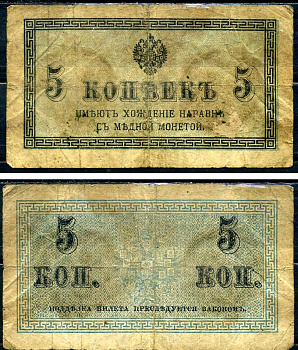 5 КОПѢЕКЪ 5
ИМѢЮТЪ ХОЖДЕНІЕ НАРАВНѢ
СЪ МѢДНОЙ МОНЕТОЙ.
5 5
КОП. КОП.
ПОДДѢЛКА БИЛЕТА ПРЕСЛѢДУЕТСЯ ЗАКОНОМЪ.